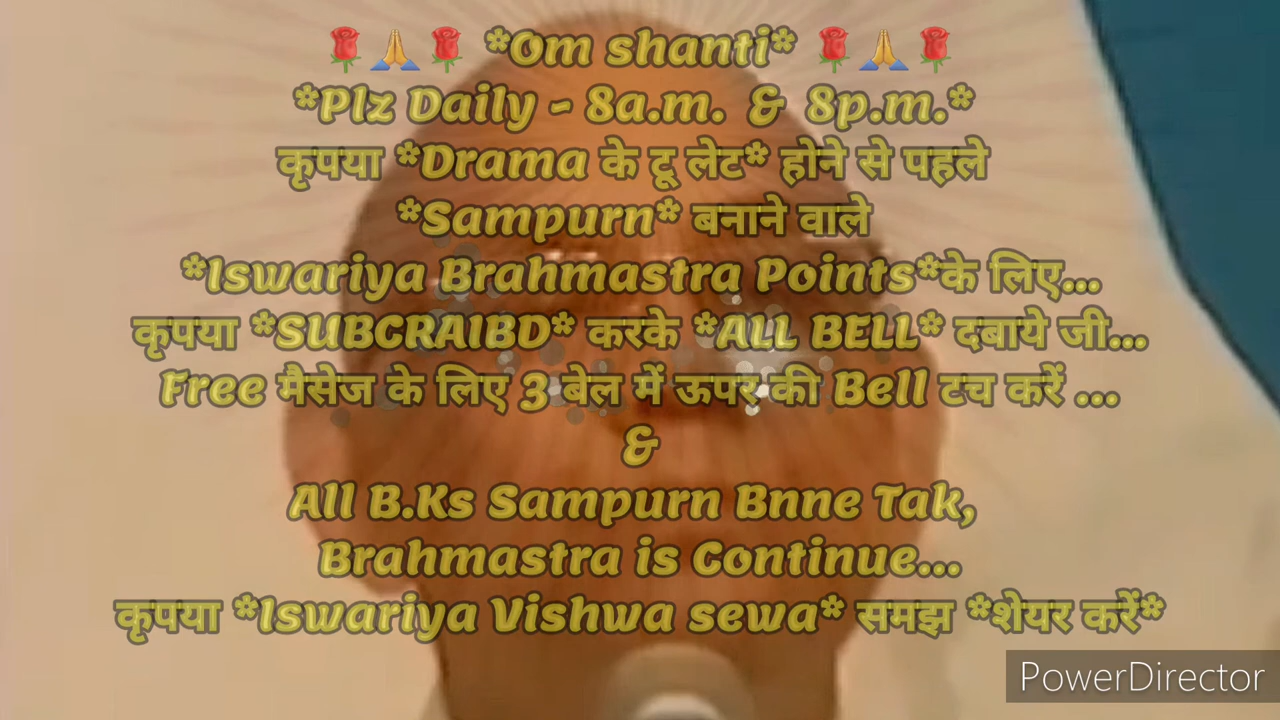 🌹🙏🌹 *Om shanti* 🌹🙏🌹
*Plz Daily - 8a.m. & 8p.m.*
कृपया *Drama के टू लेट* होने से पहले
*Sampurn* बनाने वाले
*Iswariya Brahmastra Points*के लिए...
कृपया *SUBCRAIBD* करके *ALL BELL* दबाये जी...
Free मैसेज के लिए 3 बेल में ऊपर की Bell टच करें ...
&
All B.Ks Sampurn Bnne Tak,
Brahmastra is Continue...
कृपया *Iswariya Vishwa sewa* समझ *शेयर करें*
PowerDirector